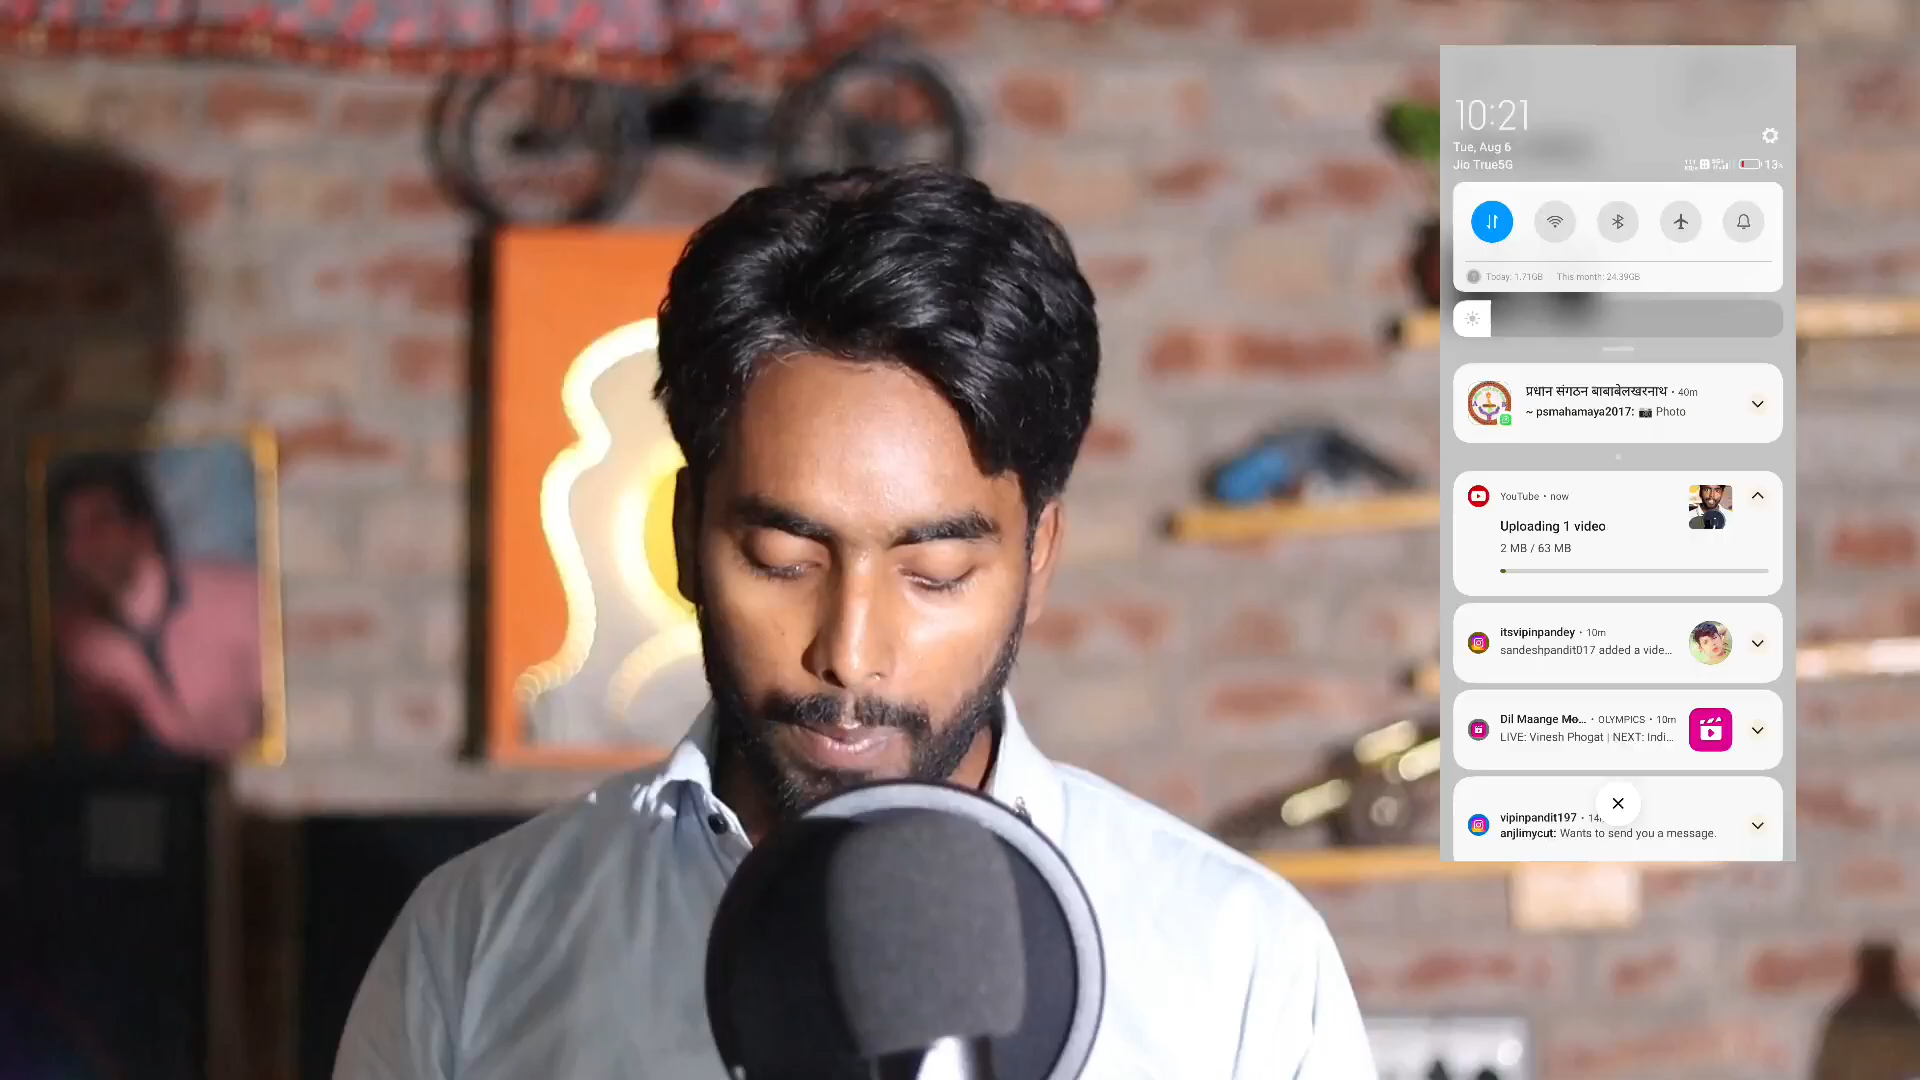 10:21
Tue, Aug 6
Jio True5G
13%
Today: 1.71GB This month: 24.39GB
प्रधान संगठन बाबाबेलखरनाथ • 40m
~ psmahamaya2017: 📷 Photo
YouTube • now
Uploading 1 video
2 MB / 63 MB
itsvipinpandey • 10m
sandeshpandit017 added a vide...
Dil Maange Mo... • OLYMPICS • 10m
LIVE: Vinesh Phogat | NEXT: Indi...
vipinpandit197 •
anjlimycut: Wants to send you a message.